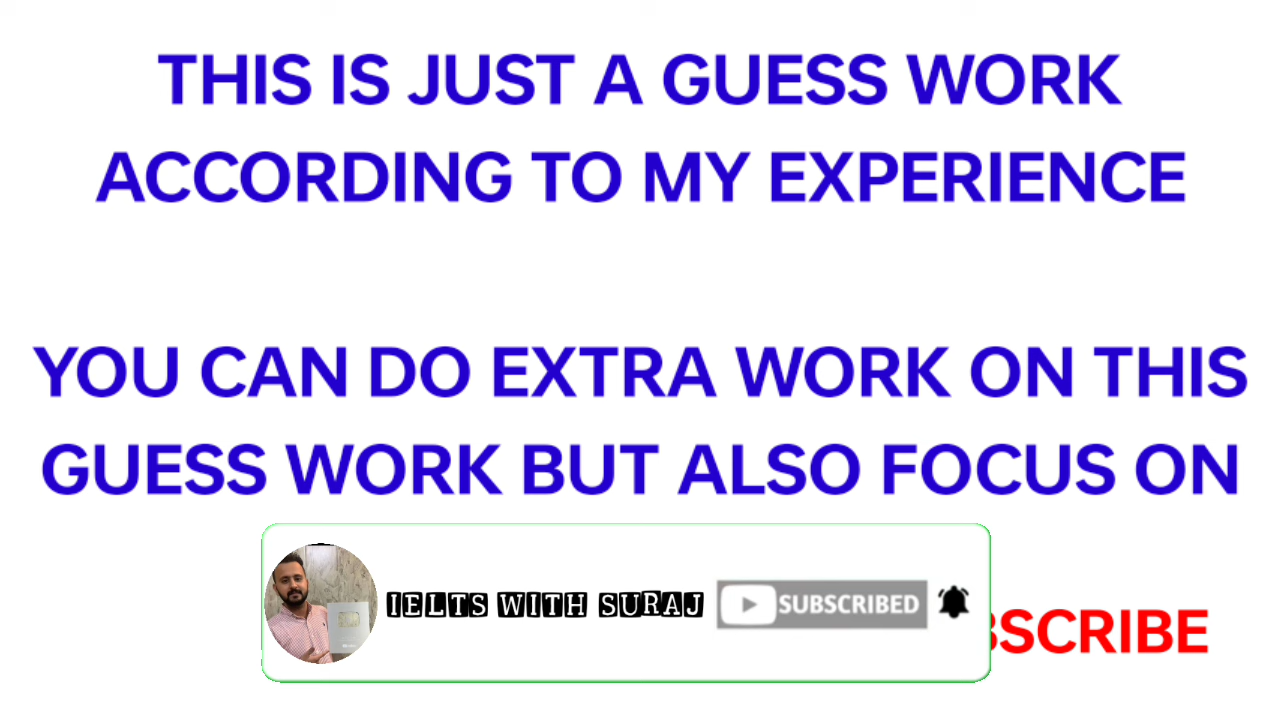 THIS IS JUST A GUESS WORK
ACCORDING TO MY EXPERIENCE
YOU CAN DO EXTRA WORK ON THIS
GUESS WORK BUT ALSO FOCUS ON
IELTS WITH SURAJ SUBSCRIBED
SCRIBE